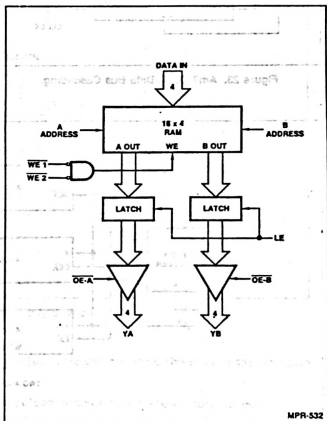 DATA IN
4
A
ADDRESS
16 x 4
RAM
B
ADDRESS
A OUT WE B OUT
WE 1
WE 2
LATCH LATCH
LE
OE-A OE-B
4 4
YA YB
MPR-532